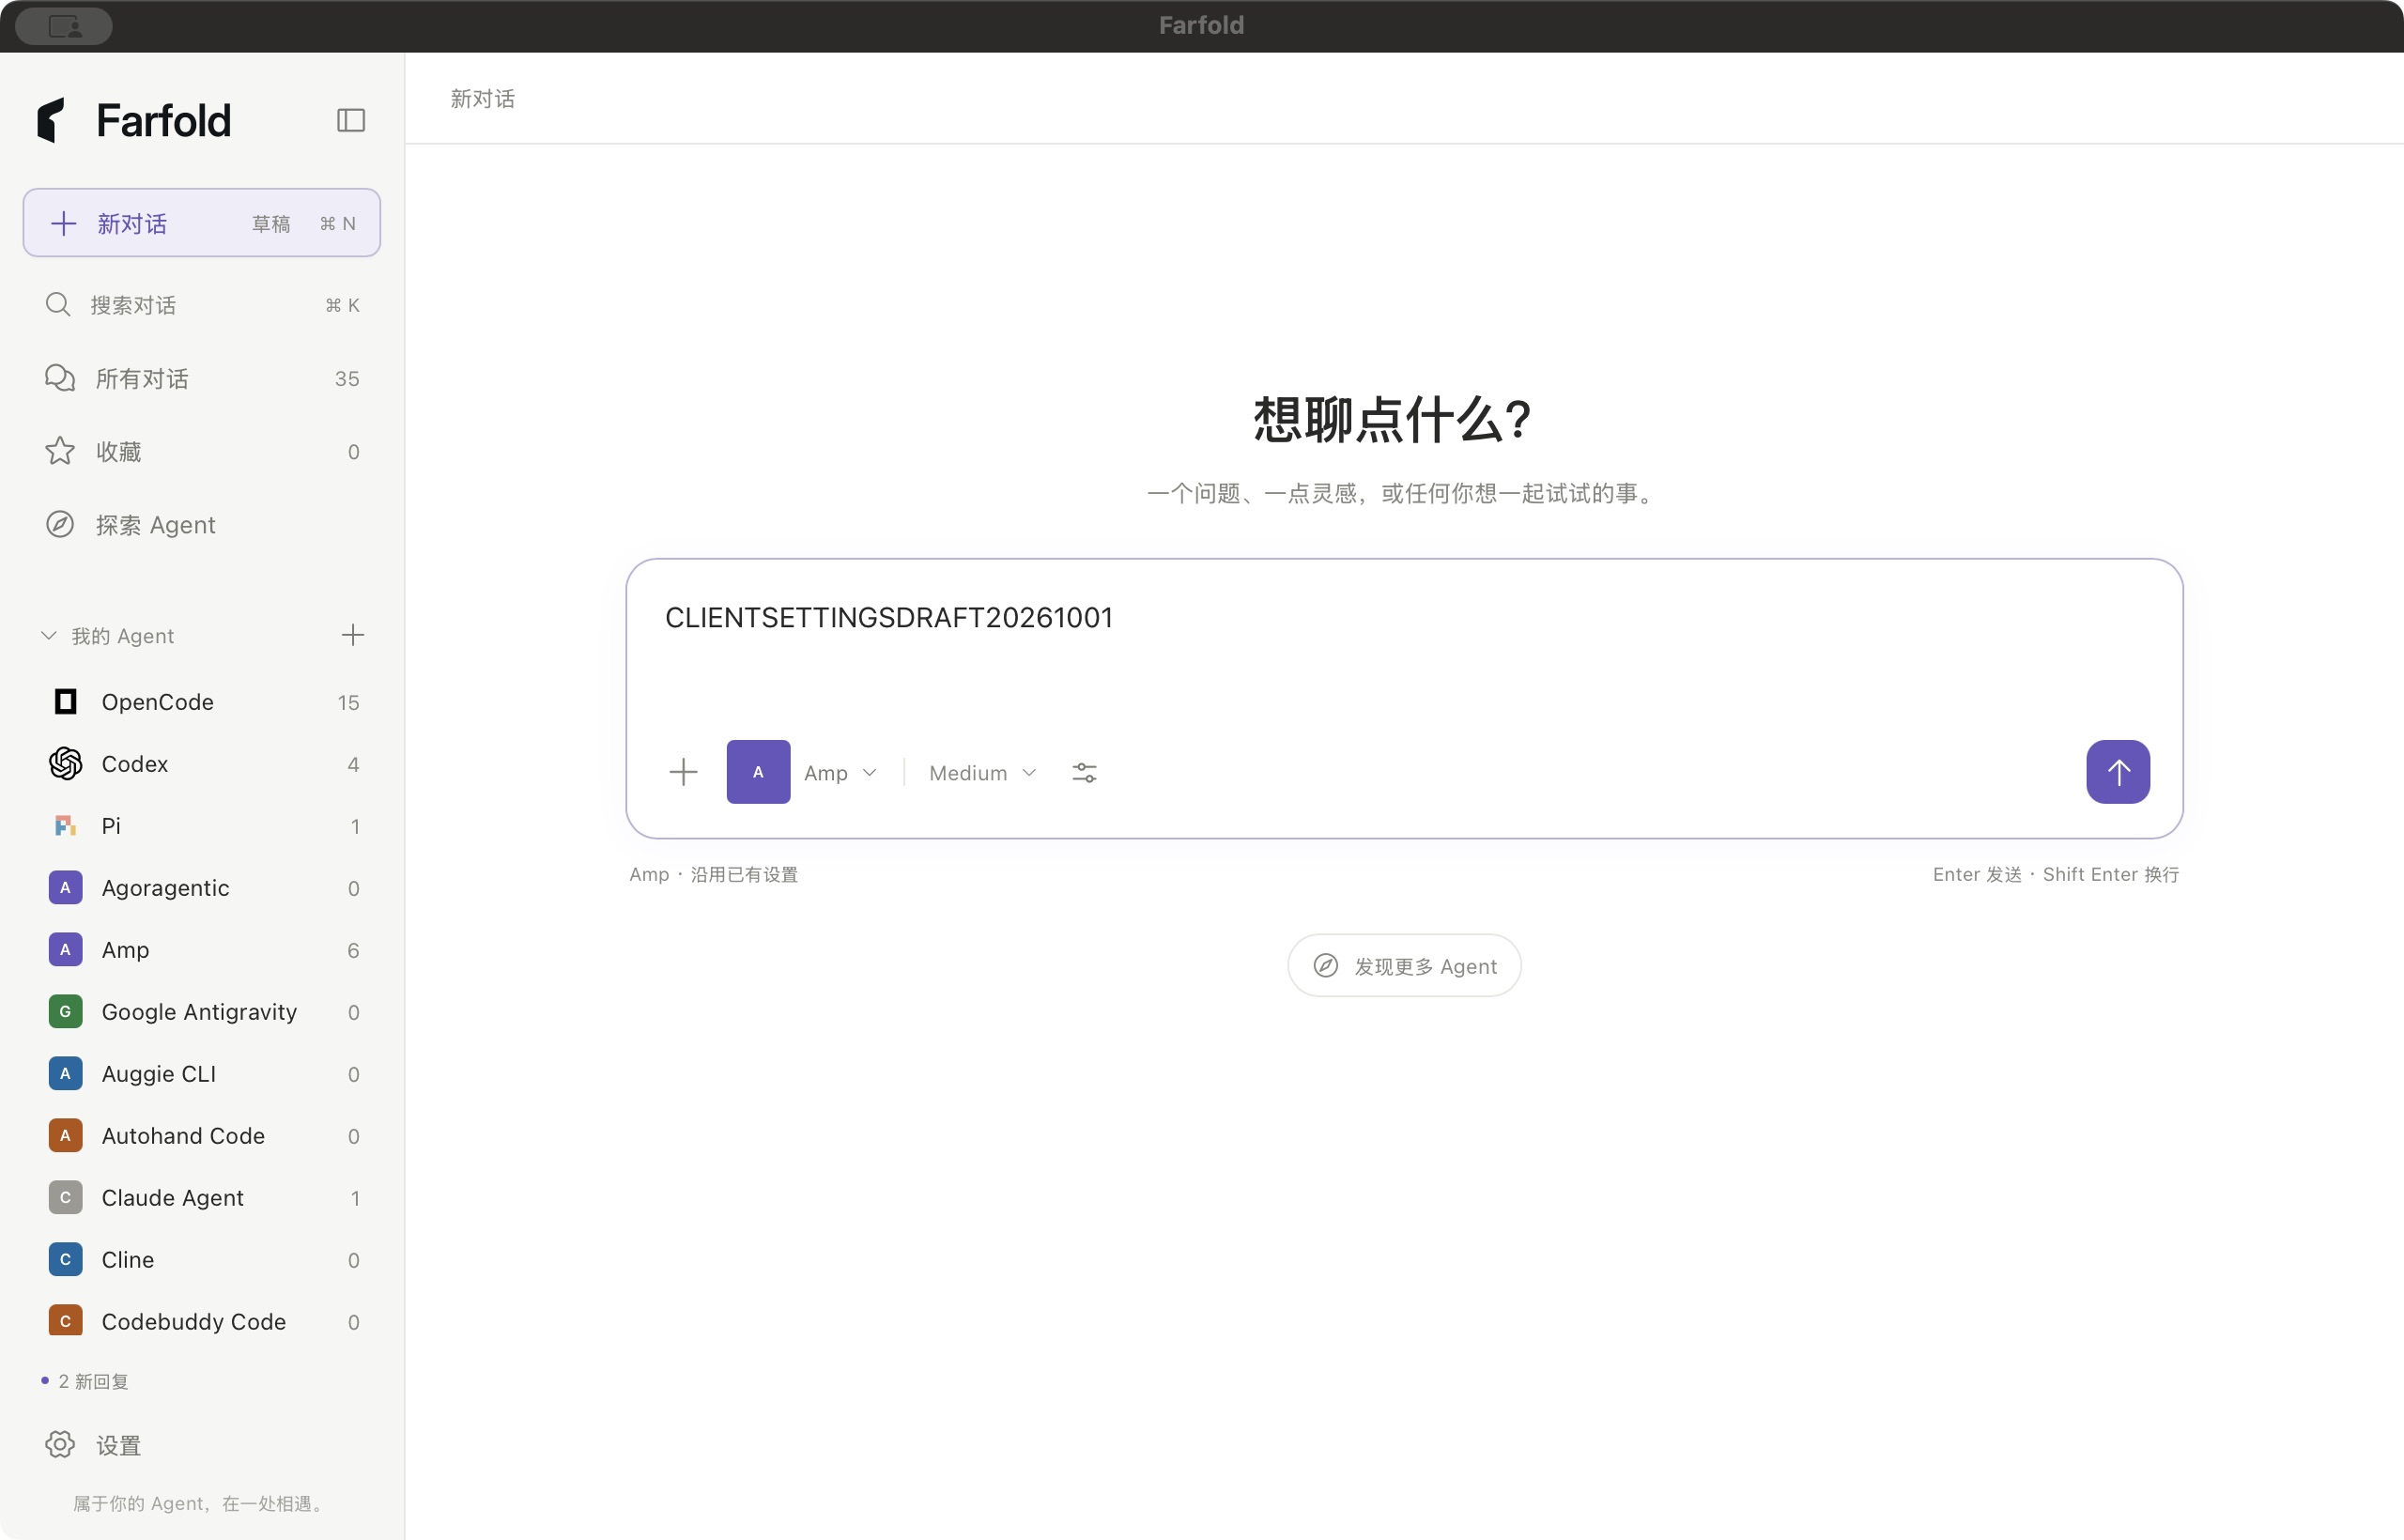 Farfold
Farfold
新对话 草稿 ⌘ N
搜索对话 ⌘ K
所有对话 35
收藏 0
探索 Agent
我的 Agent
OpenCode 15
Codex 4
Pi 1
A Agoragentic 0
A Amp 6
G Google Antigravity 0
A Auggie CLI 0
A Autohand Code 0
C Claude Agent 1
C Cline 0
C Codebuddy Code 0
2 新回复
设置
属于你的 Agent，在一处相遇。
新对话
想聊点什么？
一个问题、一点灵感，或任何你想一起试试的事。
CLIENTSETTINGSDRAFT20261001
A Amp Medium
Amp · 沿用已有设置
Enter 发送 · Shift Enter 换行
发现更多 Agent